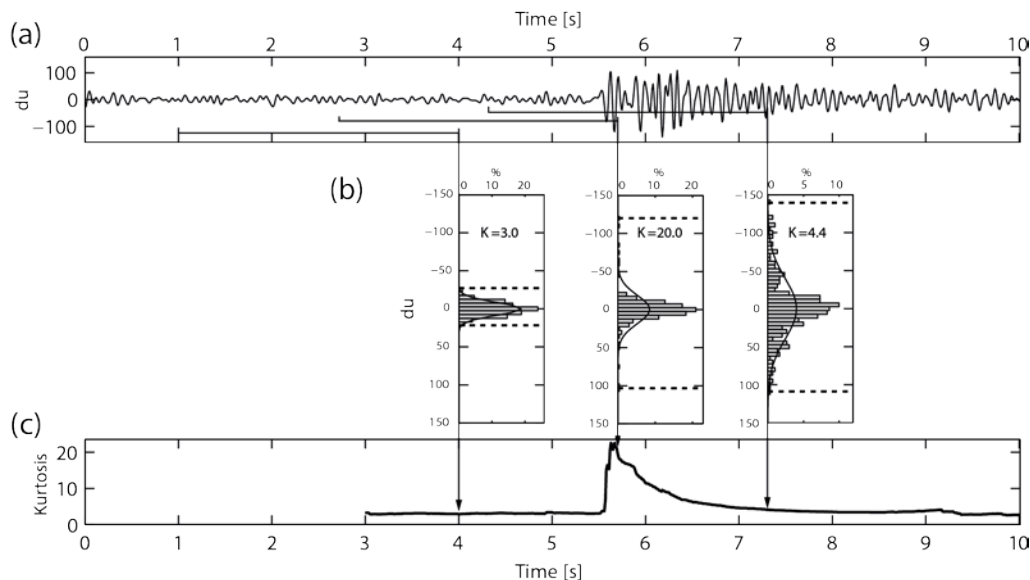 Time [s]
(a)
0 1 2 3 4 5 6 7 8 9 10
du
100
0
−100
(b)
% % %
0 10 20 0 10 20 0 5 10
−150 −150 −150
−100 −100 −100
K =3.0 K =20.0 K =4.4
−50 −50 −50
du
0 0 0
50 50 50
100 100 100
150 150 150
(c)
Kurtosis
20
10
0
0 1 2 3 4 5 6 7 8 9 10
Time [s]